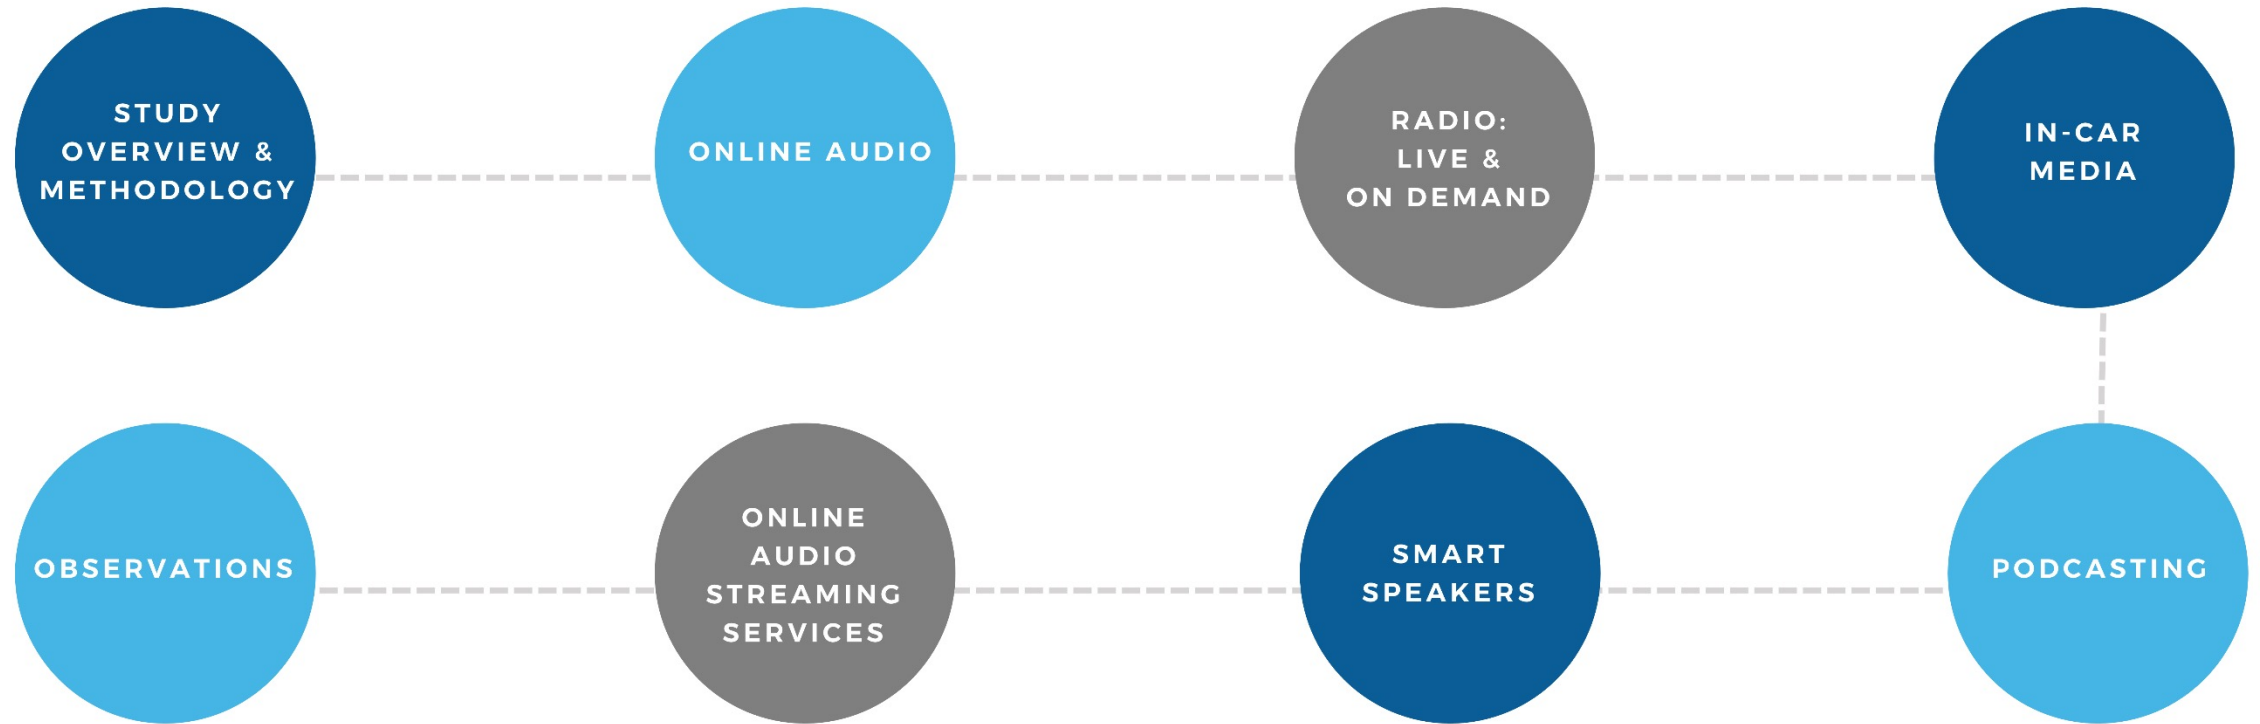 STUDY
OVERVIEW &
METHODOLOGY
ONLINE AUDIO
RADIO:
LIVE &
ON DEMAND
IN-CAR
MEDIA
OBSERVATIONS
ONLINE
AUDIO
STREAMING
SERVICES
SMART
SPEAKERS
PODCASTING